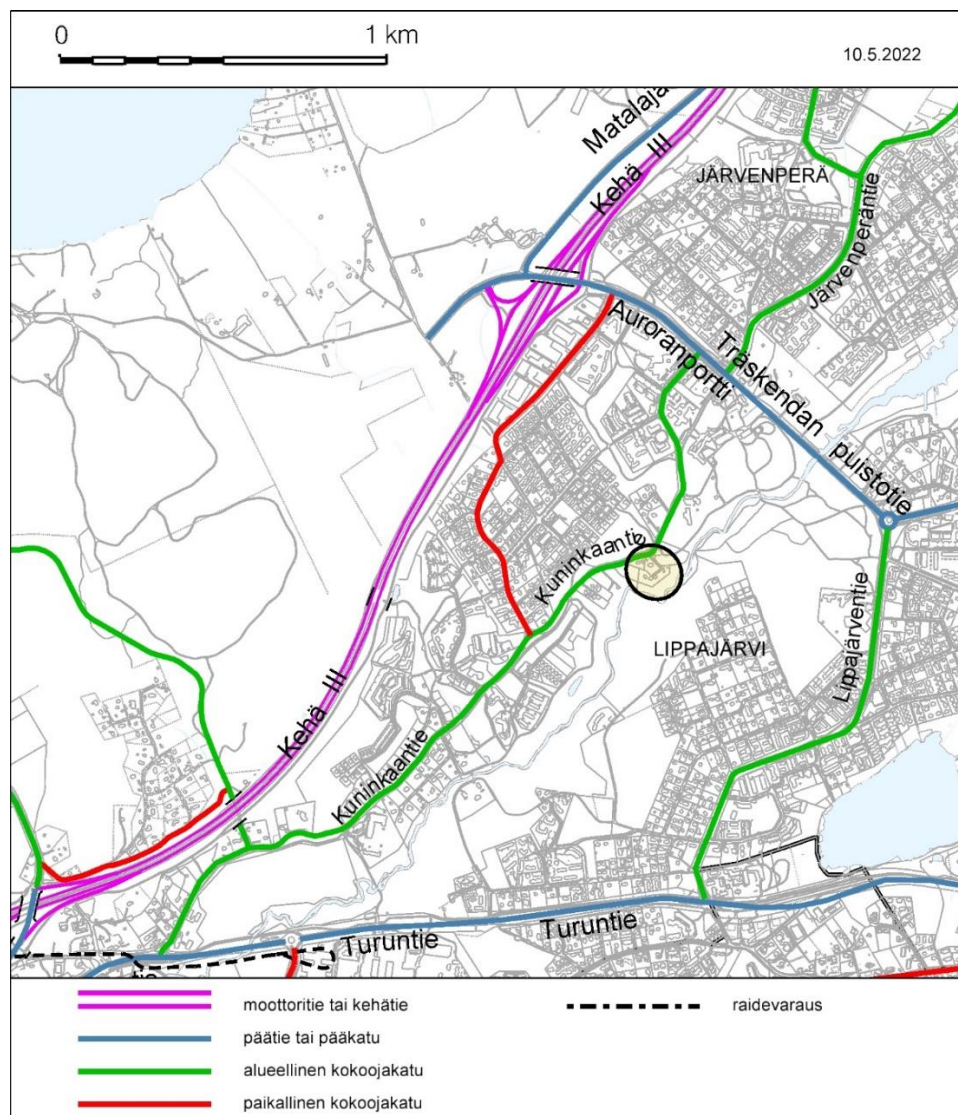 0 1 km
10.5.2022
Matalaja
Kehä III
JÄRVENPERÄ
Järvenperäntie
Auroranportti
Träskendan puistotie
Kuninkaantie
LIPPAJÄRVI
Lippajärventie
Kehä III
Kuninkaantie
Turuntie
Turuntie
moottoritie tai kehätie
raidevaraus
päätie tai pääkatu
alueellinen kokoojakatu
paikallinen kokoojakatu